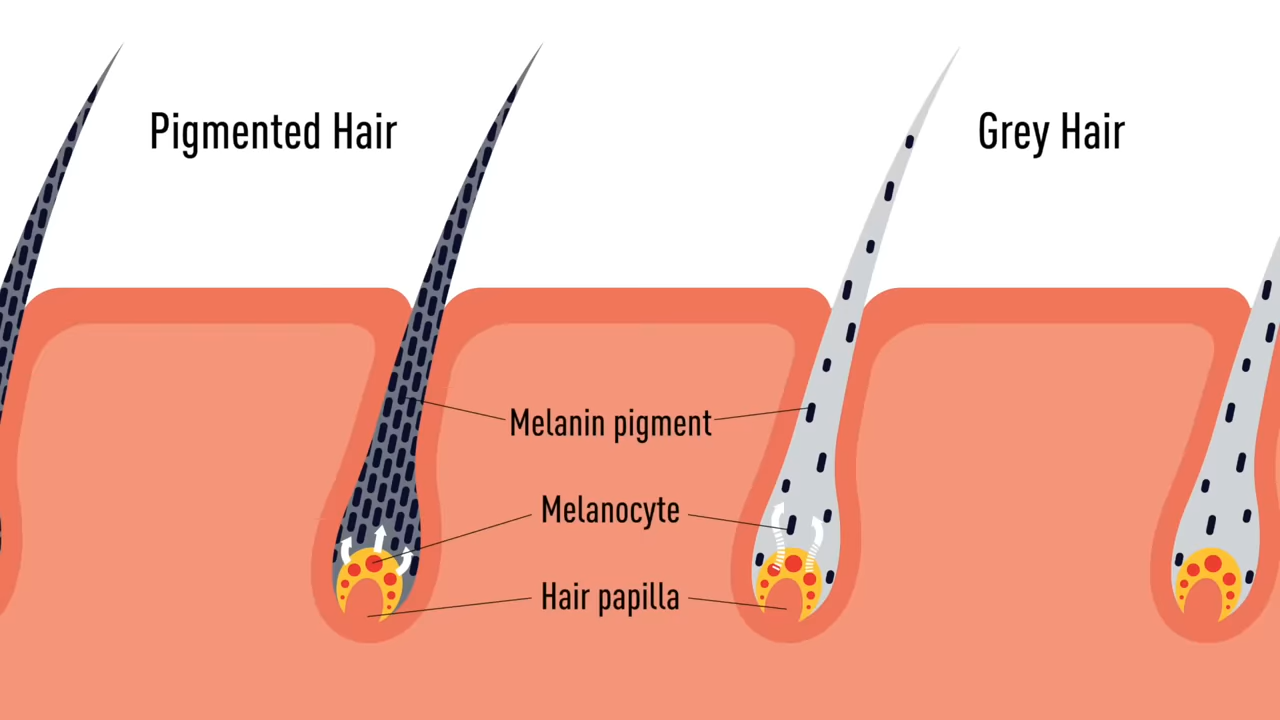 Pigmented Hair
Grey Hair
Melanin pigment
Melanocyte
Hair papilla